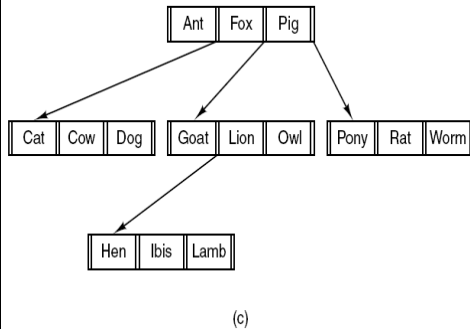 Ant Fox Pig
Cat Cow Dog Goat Lion Owl Pony Rat Worm
Hen Ibis Lamb
(c)